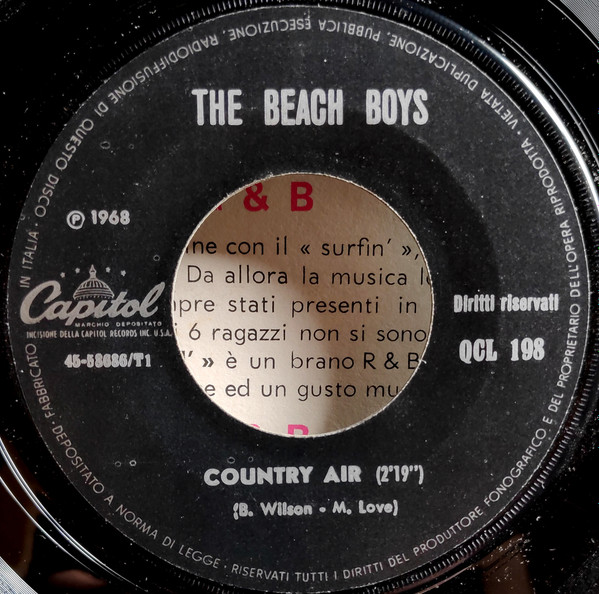 THE BEACH BOYS
℗ 1968
Capitol
MARCHIO DEPOSITATO
INCISIONE DELLA CAPITOL RECORDS INC. U.S.A.
45-58686/T1
Diritti riservati
QCL 198
COUNTRY AIR (2'19")
(B. Wilson - M. Love)
FABBRICATO IN ITALIA · VIETATA DUPLICAZIONE, PUBBLICA ESECUZIONE, RADIODIFFUSIONE DI QUESTO DISCO
DEPOSITATO A NORMA DI LEGGE · RISERVATI TUTTI I DIRITTI DEL PRODUTTORE FONOGRAFICO E DEL PROPRIETARIO DELL'OPERA RIPRODOTTA
& B
ne con il « surfin' »,
Da allora la musica
pre stati presenti in
6 ragazzi non si sono
» è un brano R & B
e ed un gusto mu
B